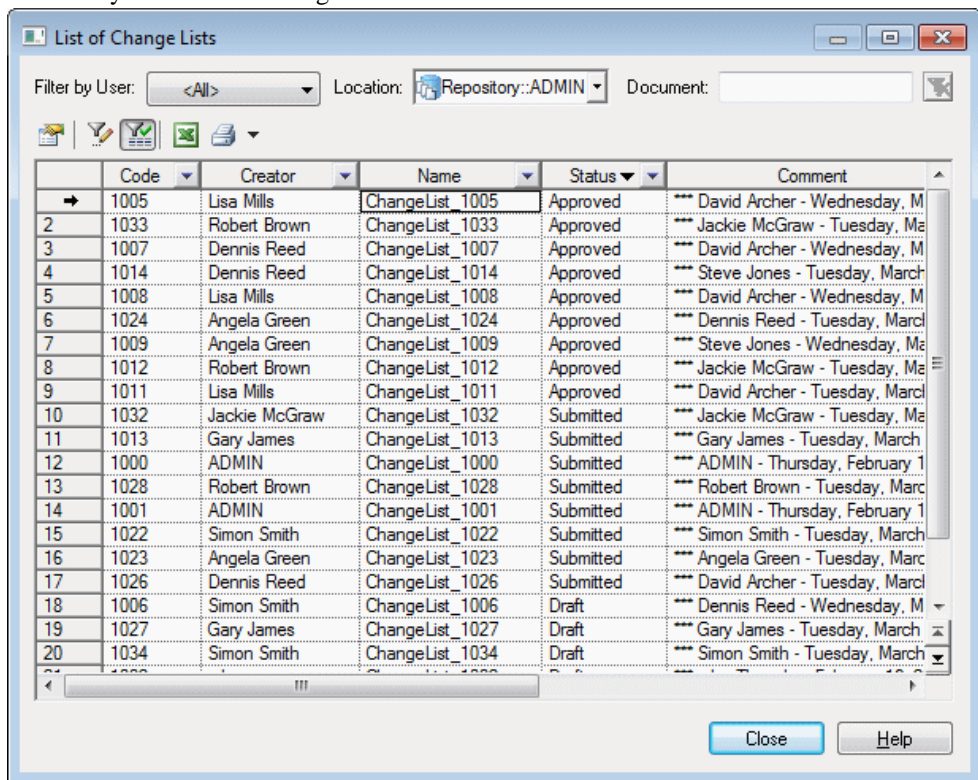 List of Change Lists
Filter by User: <All> Location: Repository::ADMIN Document:
Code Creator Name Status Comment
1005 Lisa Mills ChangeList_1005 Approved *** David Archer - Wednesday, M
2 1033 Robert Brown ChangeList_1033 Approved *** Jackie McGraw - Tuesday, Ma
3 1007 Dennis Reed ChangeList_1007 Approved *** David Archer - Wednesday, M
4 1014 Dennis Reed ChangeList_1014 Approved *** Steve Jones - Tuesday, March
5 1008 Lisa Mills ChangeList_1008 Approved *** David Archer - Wednesday, M
6 1024 Angela Green ChangeList_1024 Approved *** Dennis Reed - Tuesday, March
7 1009 Angela Green ChangeList_1009 Approved *** Steve Jones - Wednesday, Ma
8 1012 Robert Brown ChangeList_1012 Approved *** Jackie McGraw - Tuesday, Ma
9 1011 Lisa Mills ChangeList_1011 Approved *** David Archer - Tuesday, March
10 1032 Jackie McGraw ChangeList_1032 Submitted *** Jackie McGraw - Tuesday, Ma
11 1013 Gary James ChangeList_1013 Submitted *** Gary James - Tuesday, March
12 1000 ADMIN ChangeList_1000 Submitted *** ADMIN - Thursday, February 1
13 1028 Robert Brown ChangeList_1028 Submitted *** Robert Brown - Tuesday, Marc
14 1001 ADMIN ChangeList_1001 Submitted *** ADMIN - Thursday, February 1
15 1022 Simon Smith ChangeList_1022 Submitted *** Simon Smith - Tuesday, March
16 1023 Angela Green ChangeList_1023 Submitted *** Angela Green - Tuesday, Marc
17 1026 Dennis Reed ChangeList_1026 Submitted *** David Archer - Tuesday, March
18 1006 Simon Smith ChangeList_1006 Draft *** Dennis Reed - Wednesday, M
19 1027 Gary James ChangeList_1027 Draft *** Gary James - Tuesday, March
20 1034 Simon Smith ChangeList_1034 Draft *** Simon Smith - Tuesday, March
Close Help